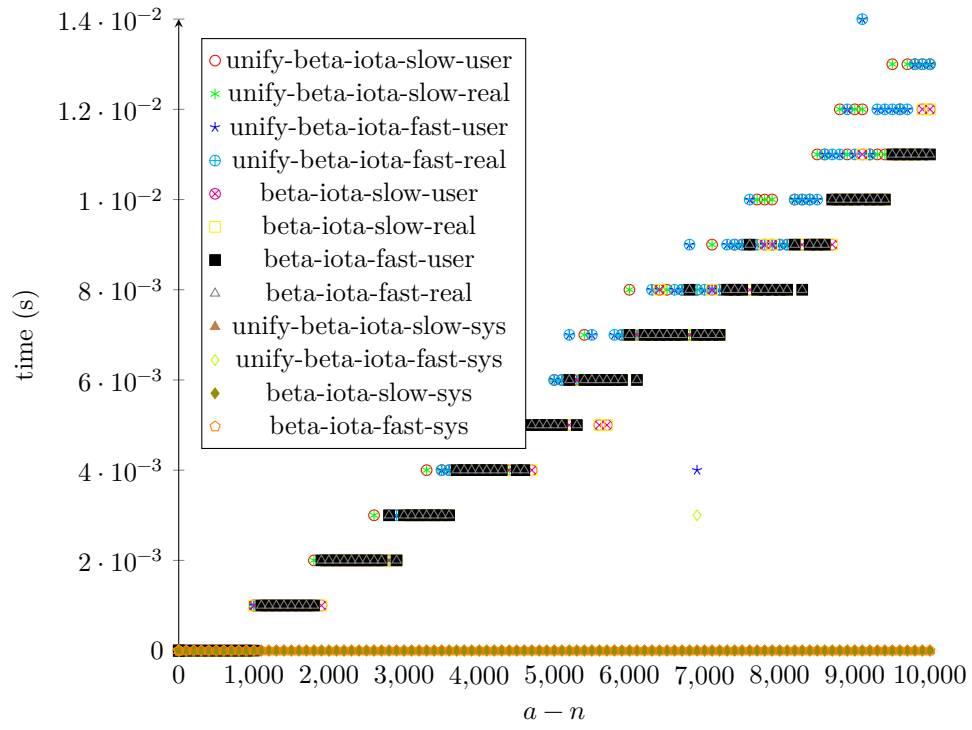 1.4 · 10⁻²
1.2 · 10⁻²
1 · 10⁻²
8 · 10⁻³
6 · 10⁻³
4 · 10⁻³
2 · 10⁻³
0
time (s)
unify-beta-iota-slow-user
unify-beta-iota-slow-real
unify-beta-iota-fast-user
unify-beta-iota-fast-real
beta-iota-slow-user
beta-iota-slow-real
beta-iota-fast-user
beta-iota-fast-real
unify-beta-iota-slow-sys
unify-beta-iota-fast-sys
beta-iota-slow-sys
beta-iota-fast-sys
0 1,000 2,000 3,000 4,000 5,000 6,000 7,000 8,000 9,000 10,000
a − n